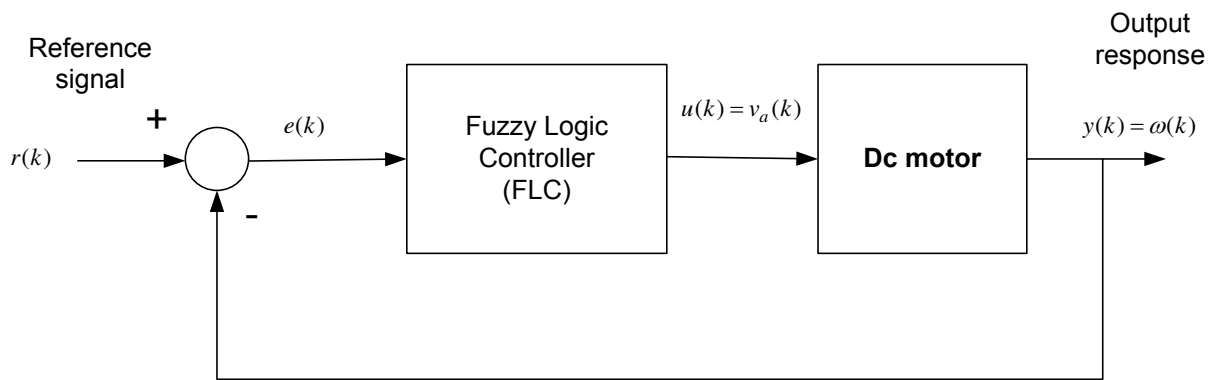 Reference
signal
+
r(k)
-
e(k)
Fuzzy Logic
Controller
(FLC)
u(k) = v_a(k)
Dc motor
Output
response
y(k) = ω(k)